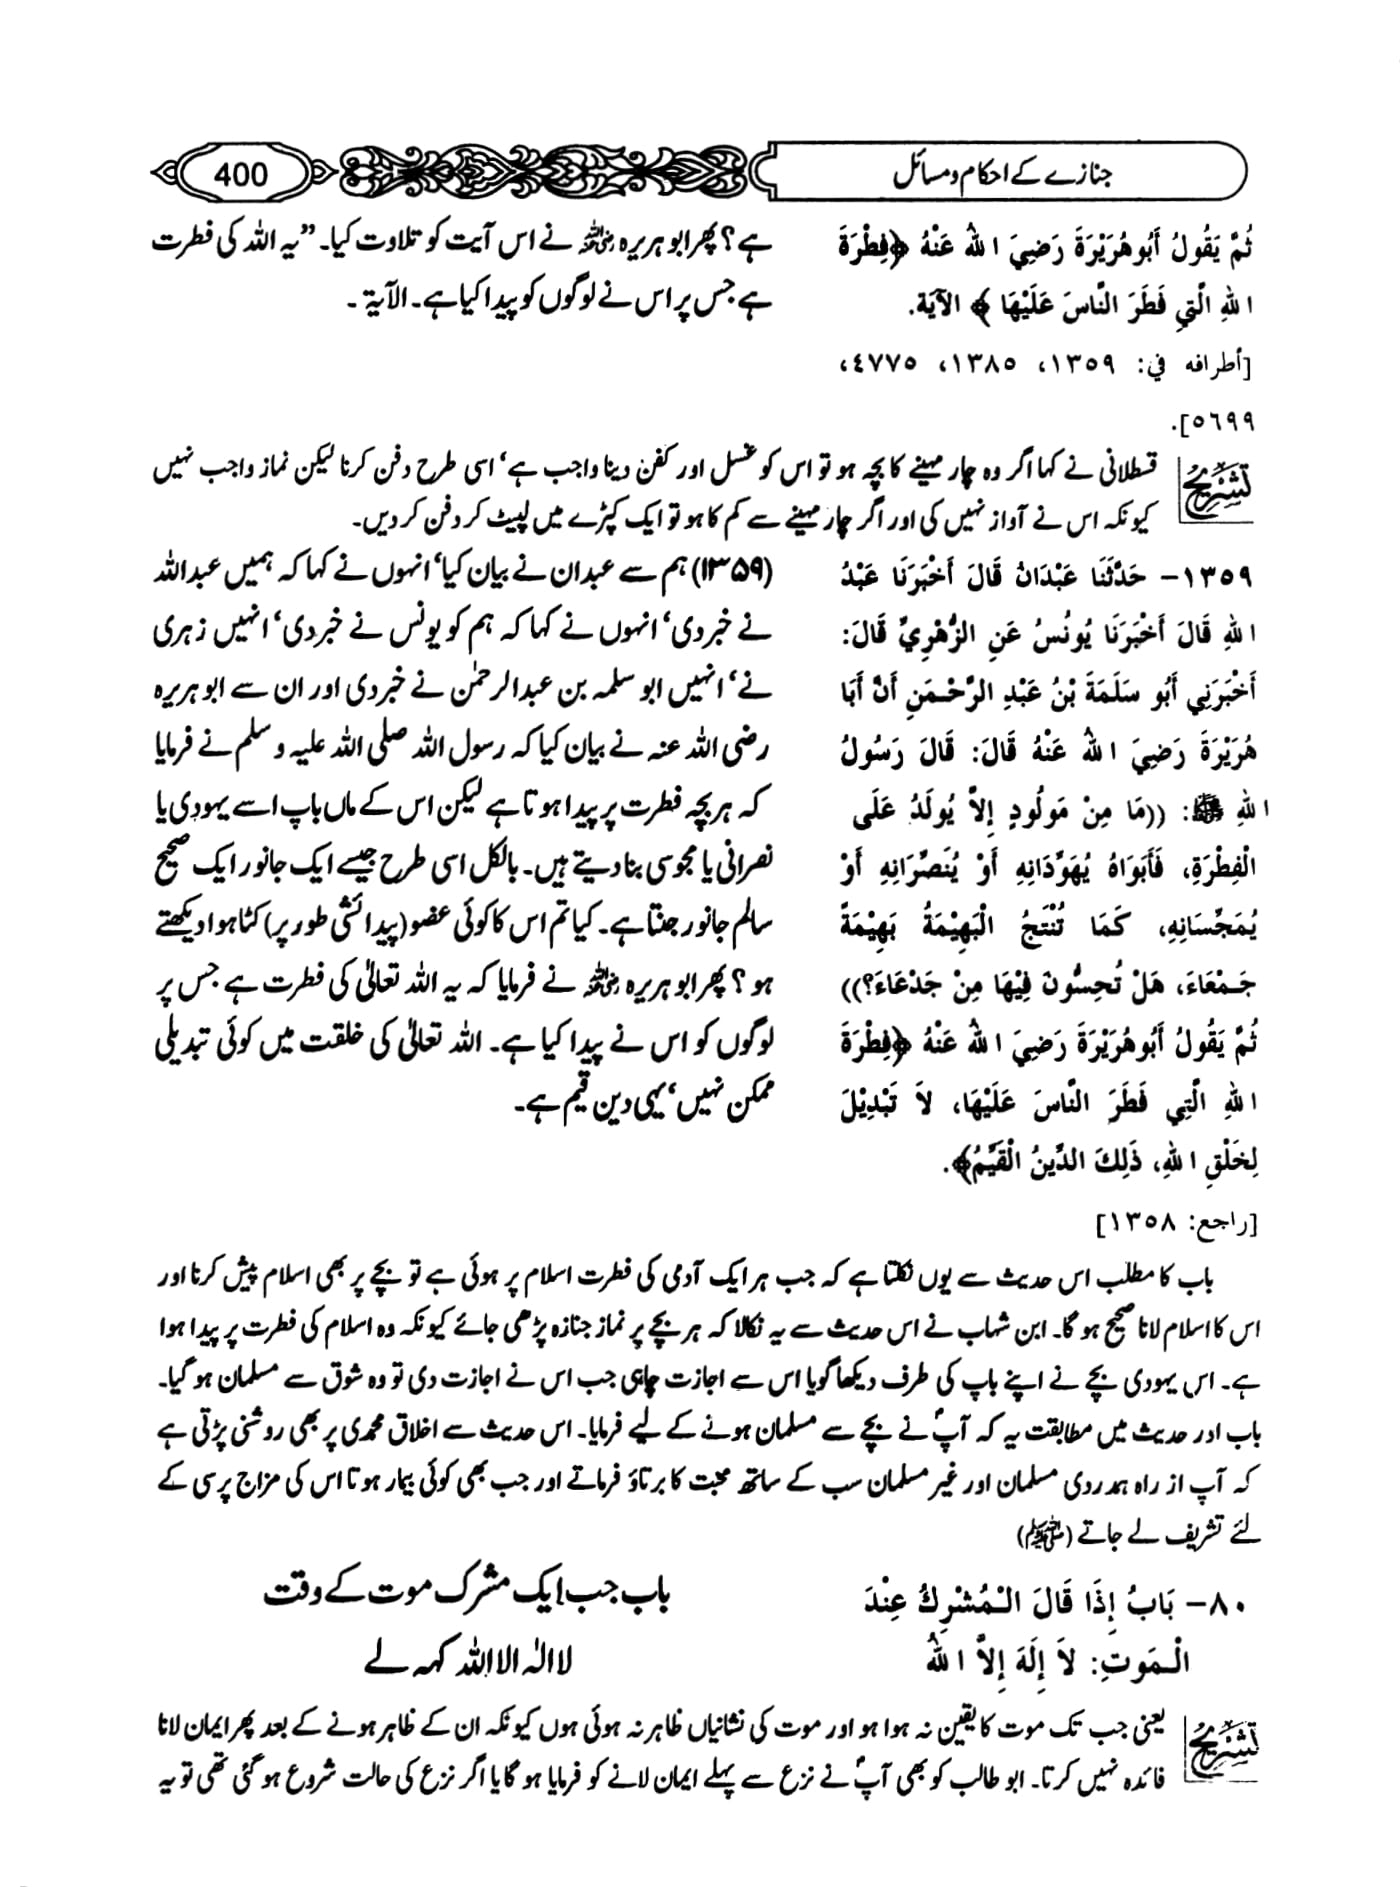 جنازے کے احکام و مسائل
400
ثُمَّ يَقُولُ أَبُو هُرَيْرَةَ رَضِيَ اللهُ عَنْهُ ﴿فِطْرَةَ
اللهِ الَّتِي فَطَرَ النَّاسَ عَلَيْهَا﴾ الآيَة.
[أطرافه في: ١٣٥٩، ١٣٨٥، ٤٧٧٥،
٥٦٩٩].
ہے؟ پھر ابو ہریرہ رضی اللہ عنہ نے اس آیت کو تلاوت کیا۔ ”یہ اللہ کی فطرت
ہے جس پر اس نے لوگوں کو پیدا کیا ہے۔ الآیۃ ۔
تشریح
قسطلانی نے کہا اگر وہ چار مہینے کا بچہ ہو تو اس کو غسل اور کفن دینا واجب ہے‘ اسی طرح دفن کرنا لیکن نماز واجب نہیں
کیونکہ اس نے آواز نہیں کی اور اگر چار مہینے سے کم کا ہو تو ایک کپڑے میں لپیٹ کر دفن کر دیں۔
١٣٥٩– حَدَّثَنَا عَبْدَانُ قَالَ أَخْبَرَنَا عَبْدُ
اللهِ قَالَ أَخْبَرَنَا يُونُسُ عَنِ الزُّهْرِيِّ قَالَ:
أَخْبَرَنِي أَبُو سَلَمَةَ بْنُ عَبْدِ الرَّحْمَنِ أَنَّ أَبَا
هُرَيْرَةَ رَضِيَ اللهُ عَنْهُ قَالَ: قَالَ رَسُولُ
اللهِ ﷺ: ((مَا مِنْ مَولُودٍ إِلاَّ يُولَدُ عَلَى
الْفِطْرَةِ، فَأَبَوَاهُ يُهَوِّدَانِهِ أَوْ يُنَصِّرَانِهِ أَوْ
يُمَجِّسَانِهِ، كَمَا تُنْتَجُ الْبَهِيْمَةُ بَهِيْمَةً
جَمْعَاءَ، هَلْ تُحِسُّونَ فِيْهَا مِنْ جَدْعَاءَ؟))
ثُمَّ يَقُولُ أَبُو هُرَيْرَةَ رَضِيَ اللهُ عَنْهُ ﴿فِطْرَةَ
اللهِ الَّتِي فَطَرَ النَّاسَ عَلَيْهَا، لاَ تَبْدِيْلَ
لِخَلْقِ اللهِ، ذَلِكَ الدِّينُ الْقَيِّمُ﴾.
[راجع: ١٣٥٨]
(۱۳۵۹) ہم سے عبدان نے بیان کیا‘ انہوں نے کہا کہ ہمیں عبداللہ
نے خبر دی‘ انہوں نے کہا کہ ہم کو یونس نے خبر دی‘ انہیں زہری
نے‘ انہیں ابو سلمہ بن عبدالرحمٰن نے خبر دی اور ان سے ابو ہریرہ
رضی اللہ عنہ نے بیان کیا کہ رسول اللہ صلی اللہ علیہ و سلم نے فرمایا
کہ ہر بچہ فطرت پر پیدا ہوتا ہے لیکن اس کے ماں باپ اسے یہودی یا
نصرانی یا مجوسی بنا دیتے ہیں۔ بالکل اسی طرح جیسے ایک جانور ایک صحیح
سالم جانور جنتا ہے۔ کیا تم اس کا کوئی عضو (پیدائشی طور پر) کٹا ہوا دیکھتے
ہو؟ پھر ابو ہریرہ رضی اللہ عنہ نے فرمایا کہ یہ اللہ تعالیٰ کی فطرت ہے جس پر
لوگوں کو اس نے پیدا کیا ہے۔ اللہ تعالیٰ کی خلقت میں کوئی تبدیلی
ممکن نہیں‘ یہی دین قیم ہے۔
باب کا مطلب اس حدیث سے یوں نکلتا ہے کہ جب ہر ایک آدمی کی فطرت اسلام پر ہوئی ہے تو بچے پر بھی اسلام پیش کرنا اور
اس کا اسلام لانا صحیح ہو گا۔ ابن شہاب نے اس حدیث سے یہ نکالا کہ ہر بچے پر نماز جنازہ پڑھی جائے کیونکہ وہ اسلام کی فطرت پر پیدا ہوا
ہے۔ اس یہودی بچے نے اپنے باپ کی طرف دیکھا گویا اس سے اجازت چاہی جب اس نے اجازت دی تو وہ شوق سے مسلمان ہو گیا۔
باب اور حدیث میں مطابقت یہ کہ آپؐ نے بچے سے مسلمان ہونے کے لیے فرمایا۔ اس حدیث سے اخلاق محمدی پر بھی روشنی پڑتی ہے
کہ آپ از راہ ہمدردی مسلمان اور غیر مسلمان سب کے ساتھ محبت کا برتاؤ فرماتے اور جب بھی کوئی بیمار ہوتا اس کی مزاج پرسی کے
لئے تشریف لے جاتے (ﷺ)
٨٠– بَابُ إِذَا قَالَ الْمُشْرِكُ عِنْدَ
الْمَوتِ: لاَ إِلَهَ إِلاَّ اللهُ
باب جب ایک مشرک موت کے وقت
لا الٰہ الا اللہ کہہ لے
تشریح
یعنی جب تک موت کا یقین نہ ہوا ہو اور موت کی نشانیاں ظاہر نہ ہوئی ہوں کیونکہ ان کے ظاہر ہونے کے بعد پھر ایمان لانا
فائدہ نہیں کرتا۔ ابو طالب کو بھی آپؐ نے نزع سے پہلے ایمان لانے کو فرمایا ہو گا یا اگر نزع کی حالت شروع ہو گئی تھی تو یہ